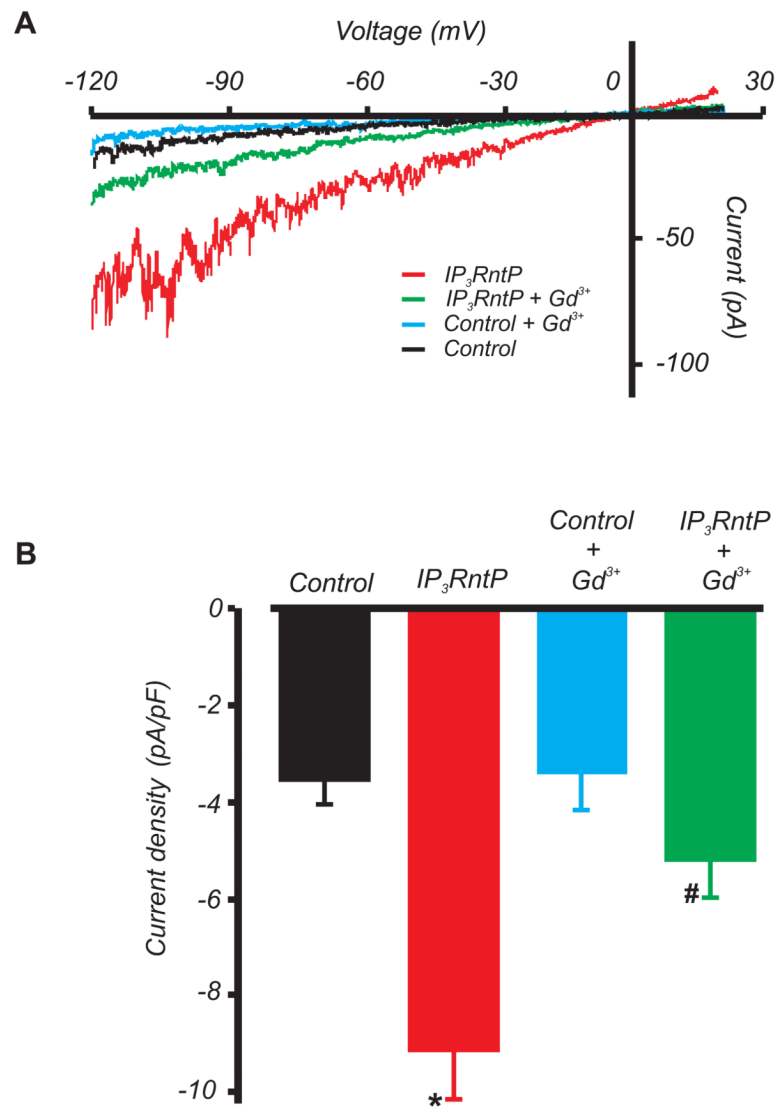 A
Voltage (mV)
-120 -90 -60 -30 0 30
-50
-100
Current (pA)
IP₃RntP
IP₃RntP + Gd³⁺
Control + Gd³⁺
Control
B
Control IP₃RntP Control + Gd³⁺ IP₃RntP + Gd³⁺
0
-2
-4
-6
-8
-10
Current density (pA/pF)
*
#